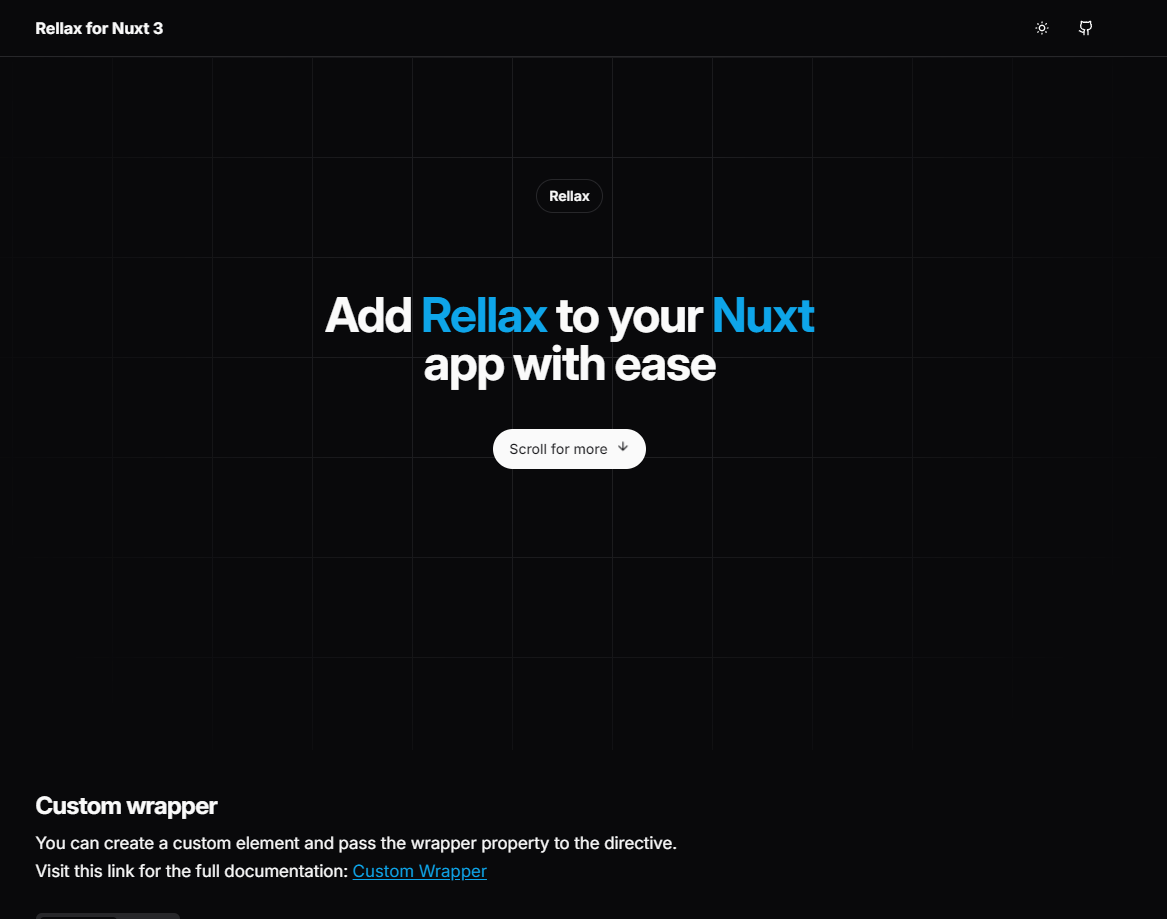 Rellax for Nuxt 3
Rellax
Add Rellax to your Nuxt
app with ease
Scroll for more
Custom wrapper
You can create a custom element and pass the wrapper property to the directive.
Visit this link for the full documentation: Custom Wrapper